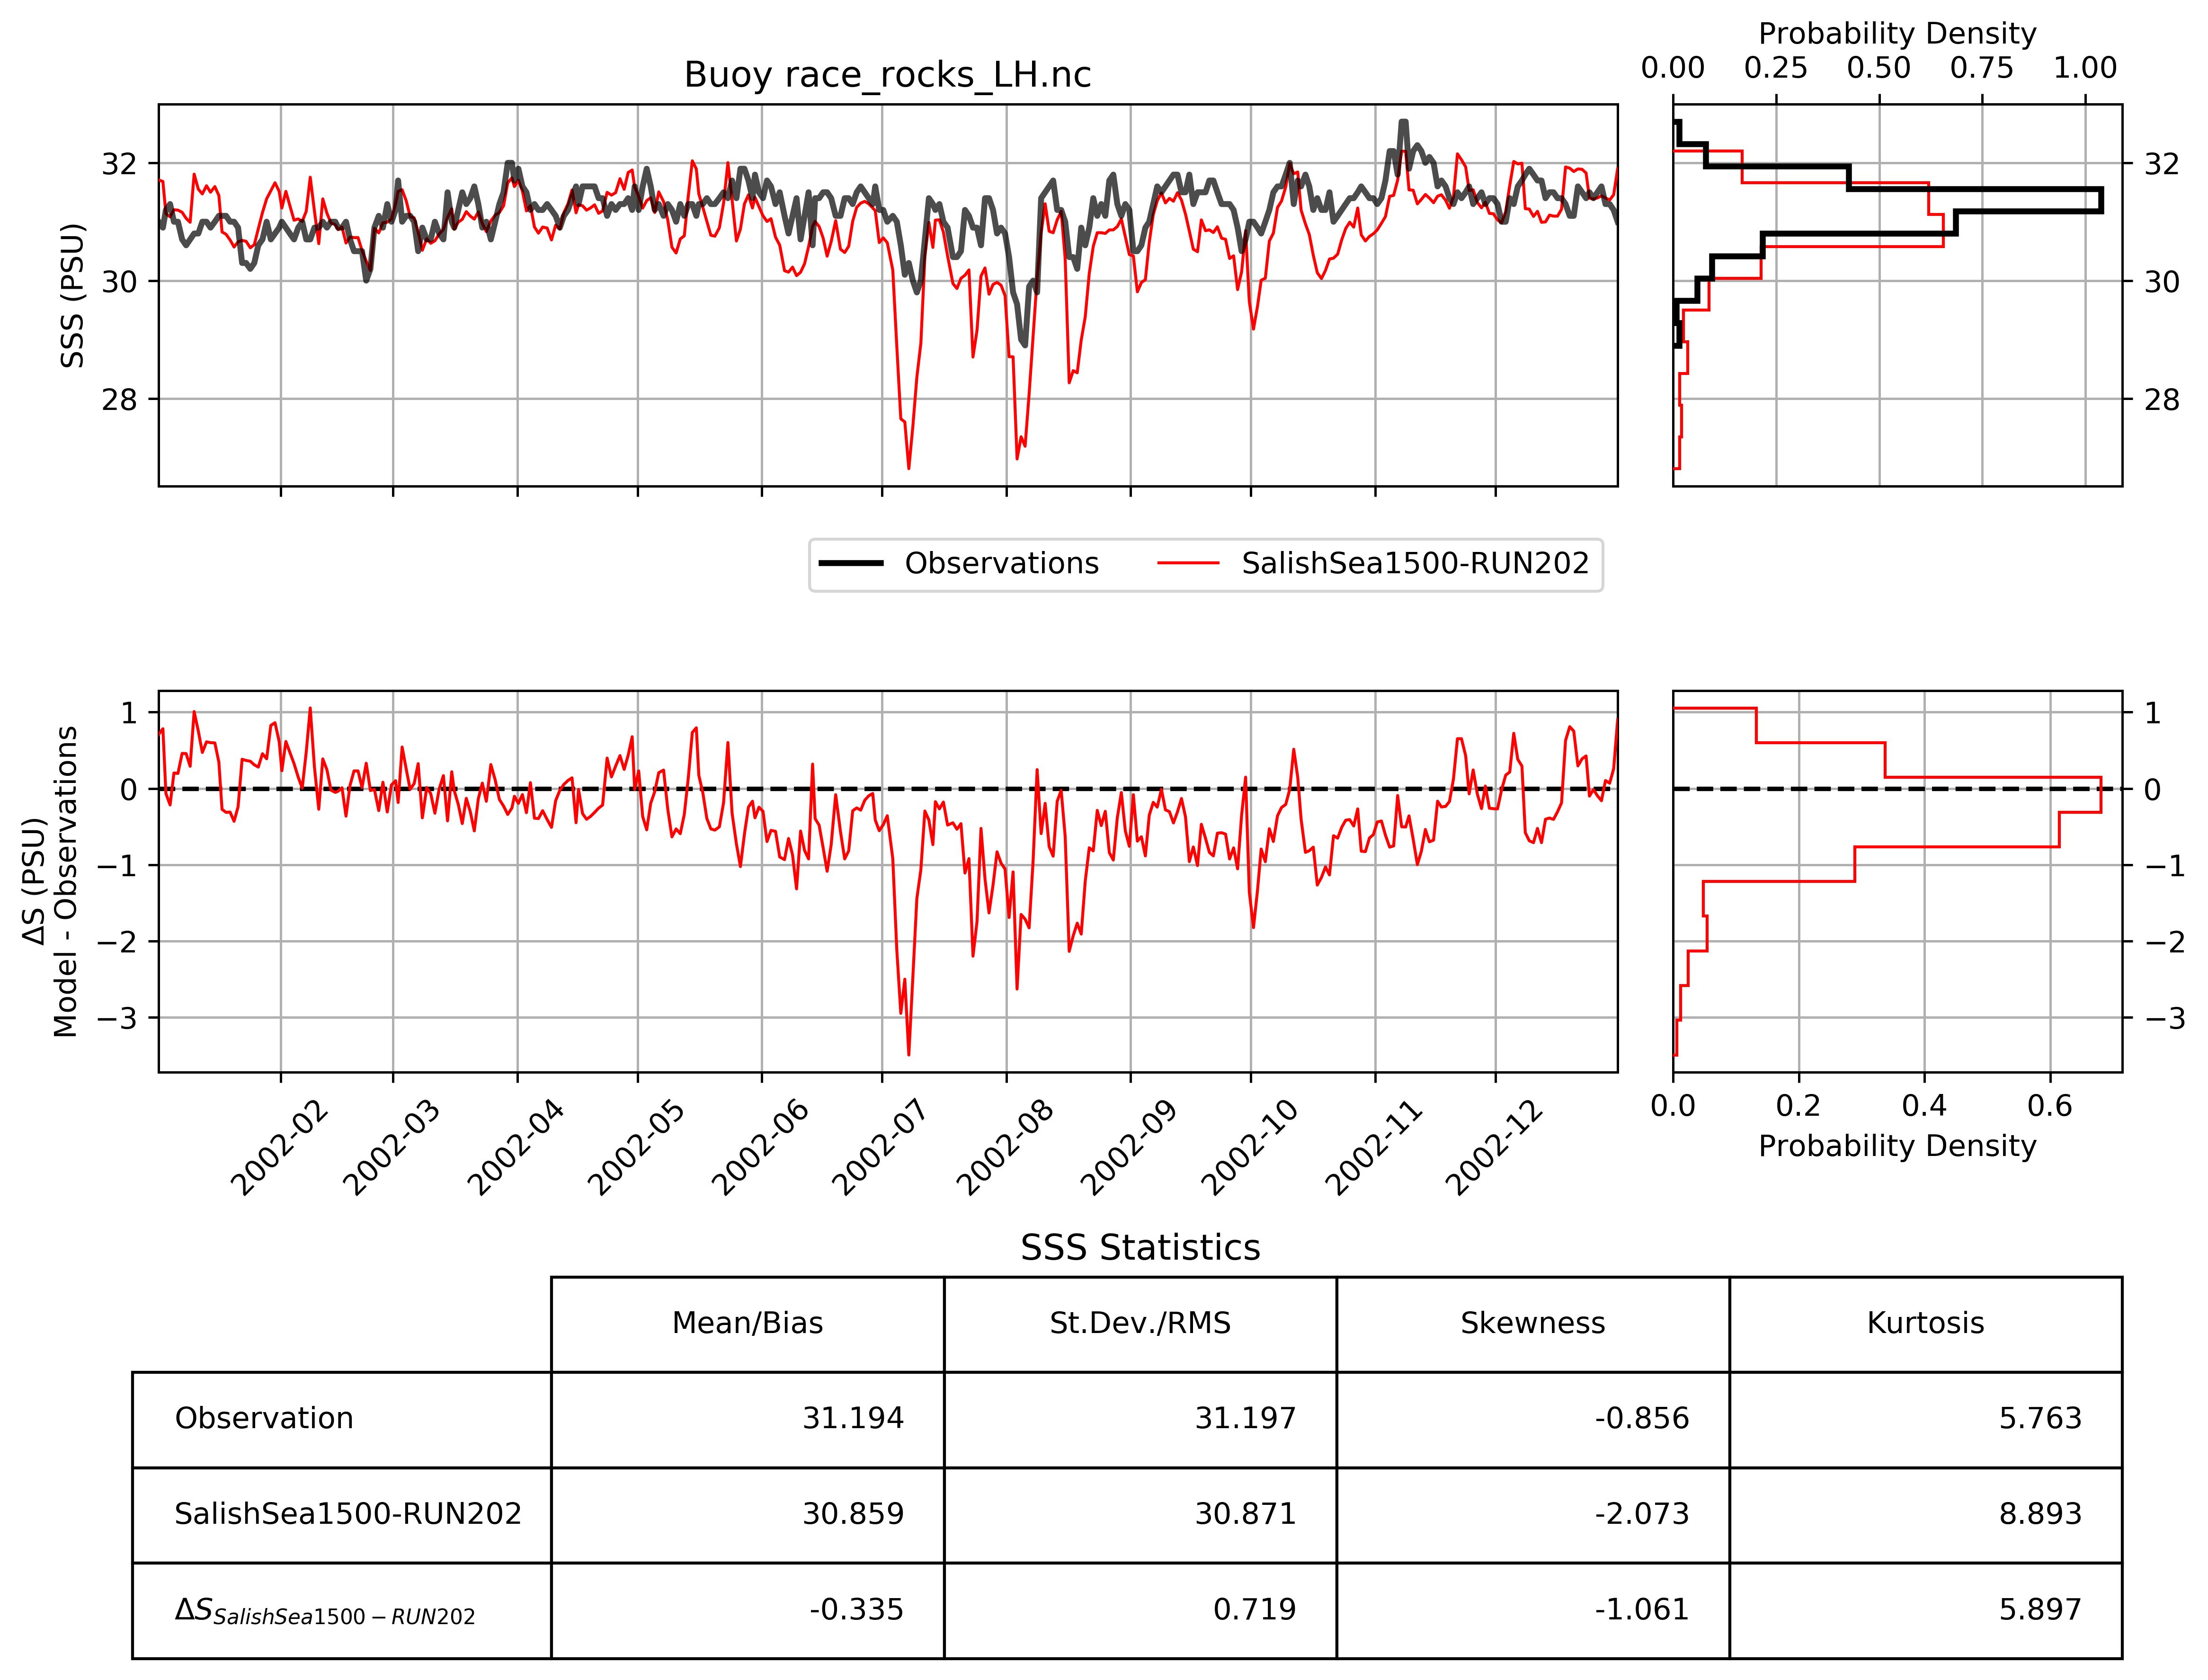 Probability Density
0.00 0.25 0.50 0.75 1.00
Buoy race_rocks_LH.nc
32
30
28
SSS (PSU)
32
30
28
Observations SalishSea1500-RUN202
1
0
−1
−2
−3
ΔS (PSU)
Model - Observations
1
0
−1
−2
−3
2002-02 2002-03 2002-04 2002-05 2002-06 2002-07 2002-08 2002-09 2002-10 2002-11 2002-12
0.0 0.2 0.4 0.6
Probability Density
SSS Statistics
Mean/Bias St.Dev./RMS Skewness Kurtosis
Observation 31.194 31.197 -0.856 5.763
SalishSea1500-RUN202 30.859 30.871 -2.073 8.893
ΔS SalishSea1500−RUN202 -0.335 0.719 -1.061 5.897